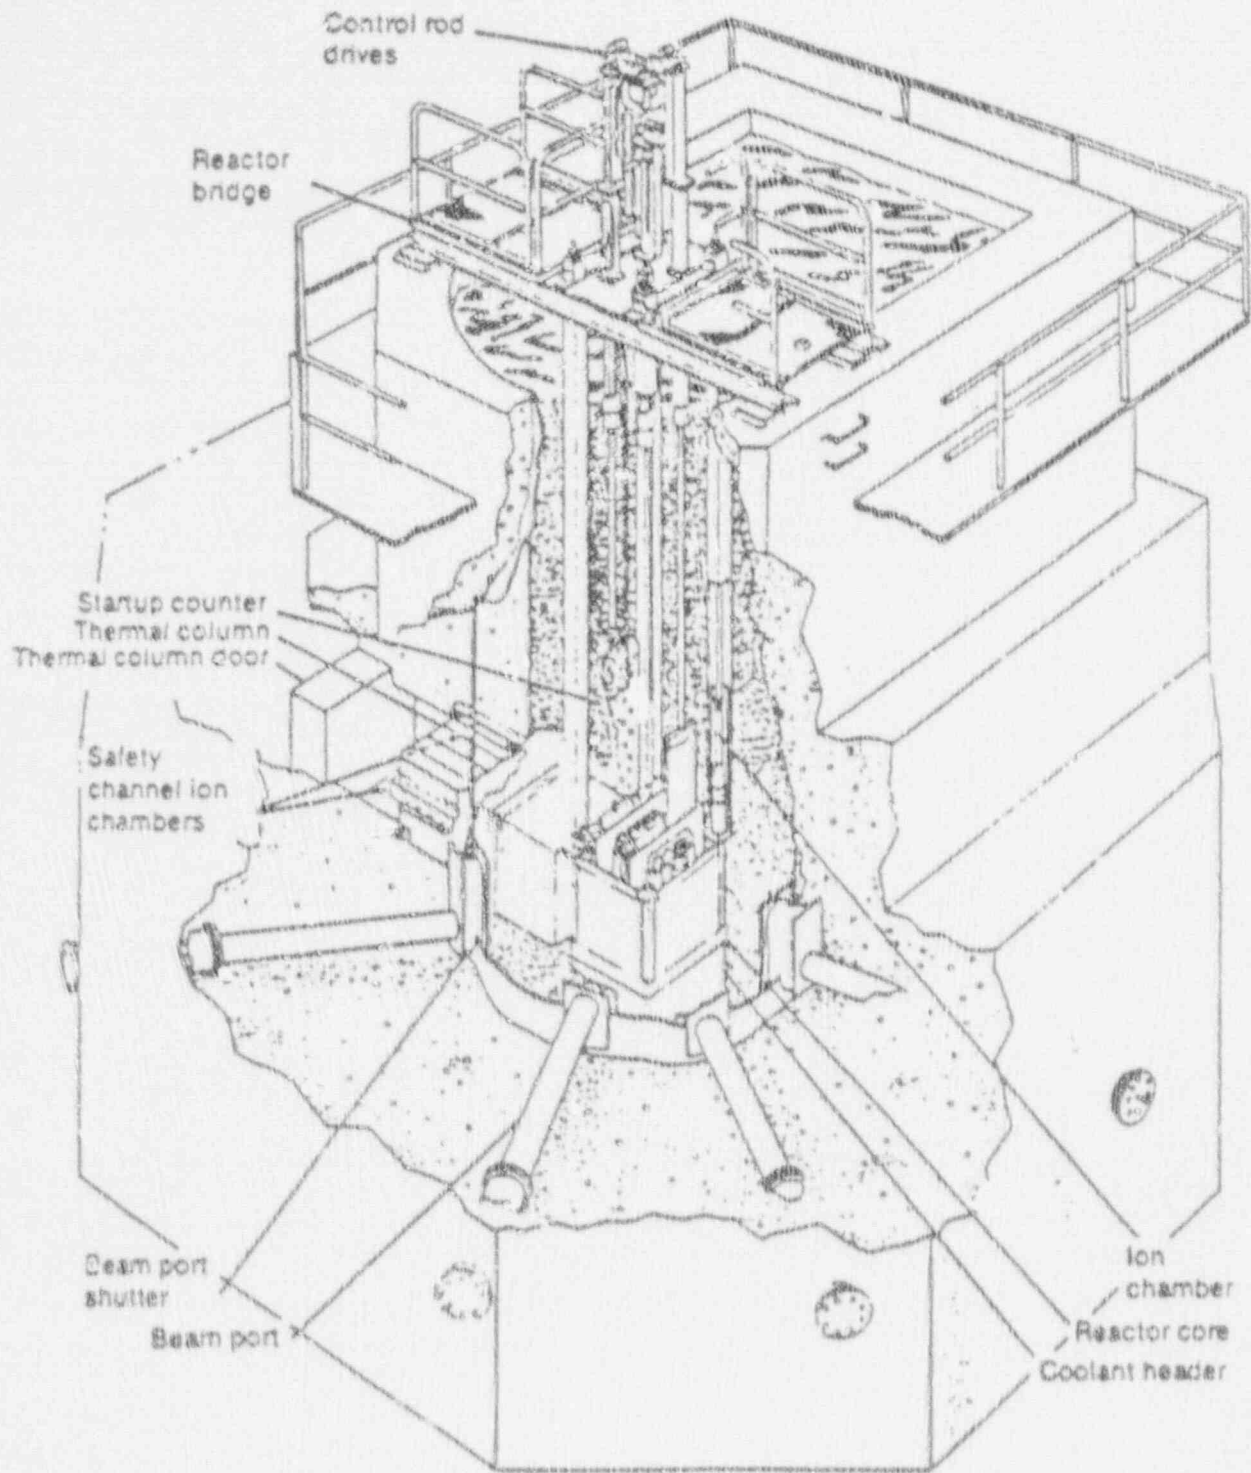 Control rod
drives
Reactor
bridge
Startup counter
Thermal column
Thermal column door
Safety
channel ion
chambers
Beam port
shutter
Beam port
Ion
chamber
Reactor core
Coolant header